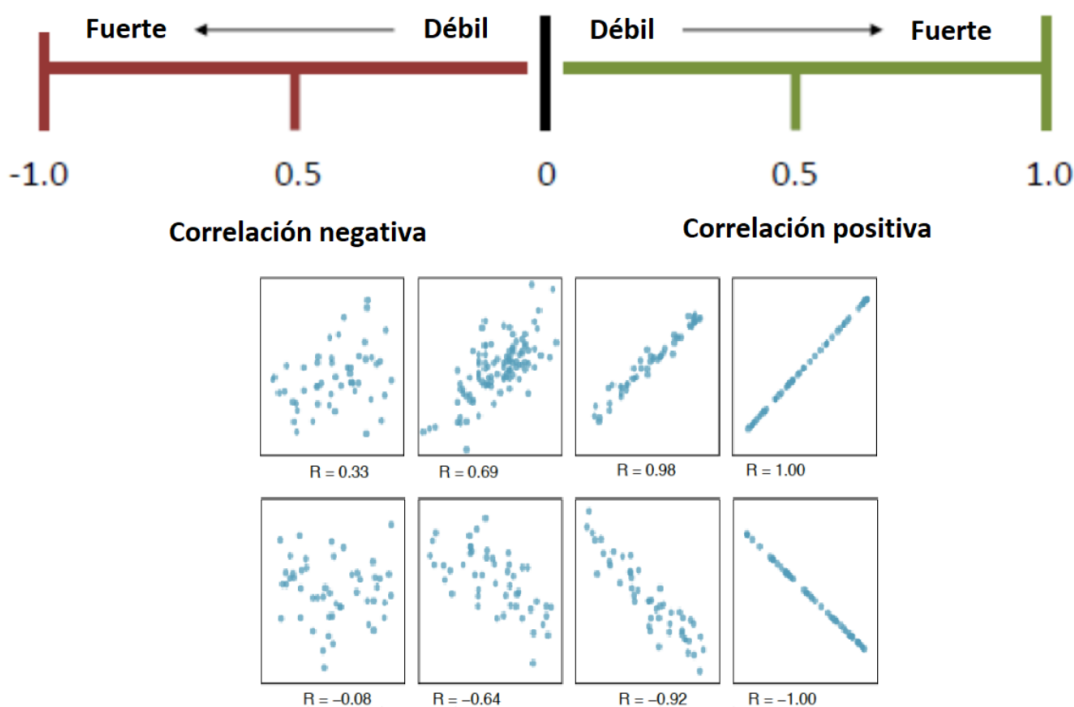 Fuerte Débil Débil Fuerte
-1.0 0.5 0 0.5 1.0
Correlación negativa Correlación positiva
R = 0.33 R = 0.69 R = 0.98 R = 1.00
R = –0.08 R = –0.64 R = –0.92 R = –1.00